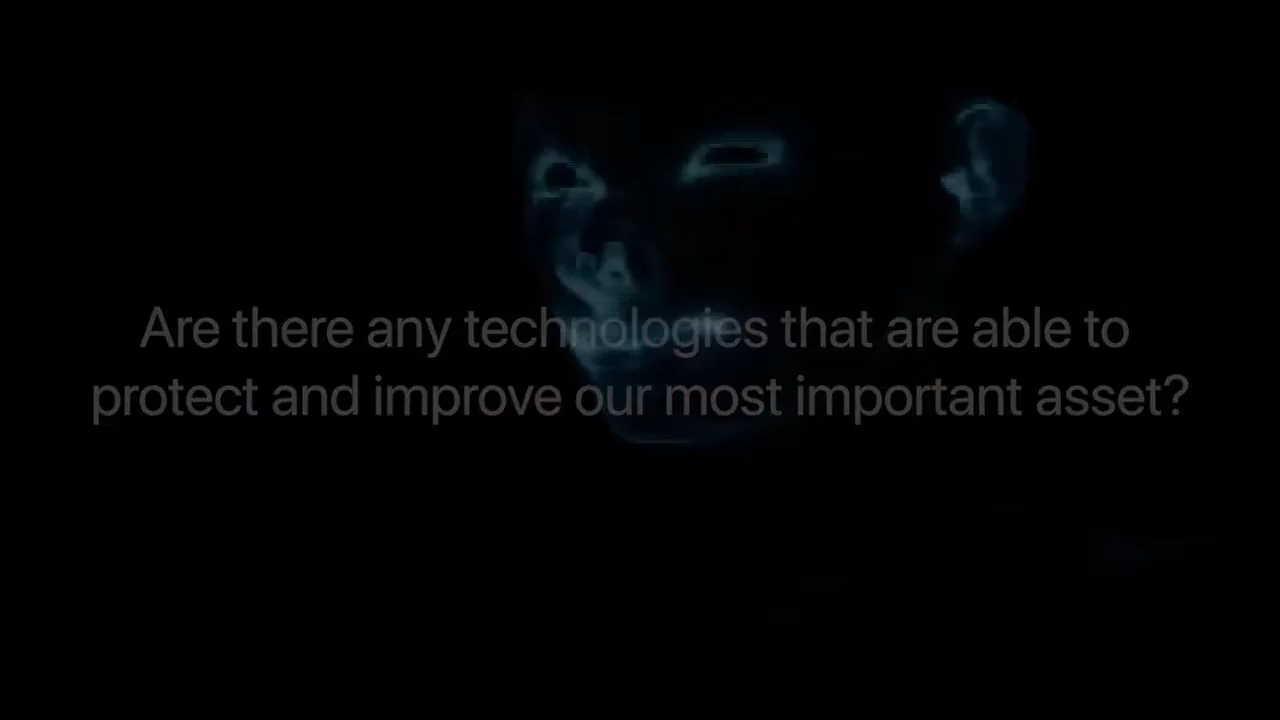 Are there any technologies that are able to
protect and improve our most important asset?